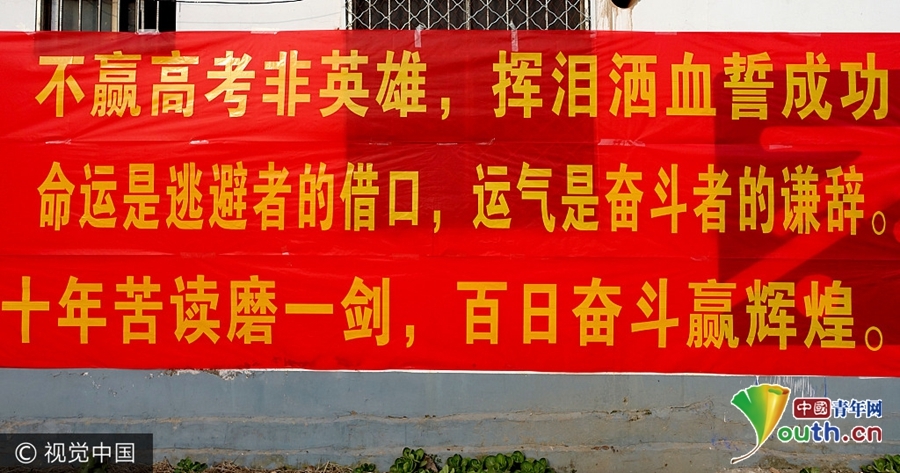 不赢高考非英雄，挥泪洒血誓成功
命运是逃避者的借口，运气是奋斗者的谦辞。
十年苦读磨一剑，百日奋斗赢辉煌。
© 视觉中国
中國青年网
youth.cn